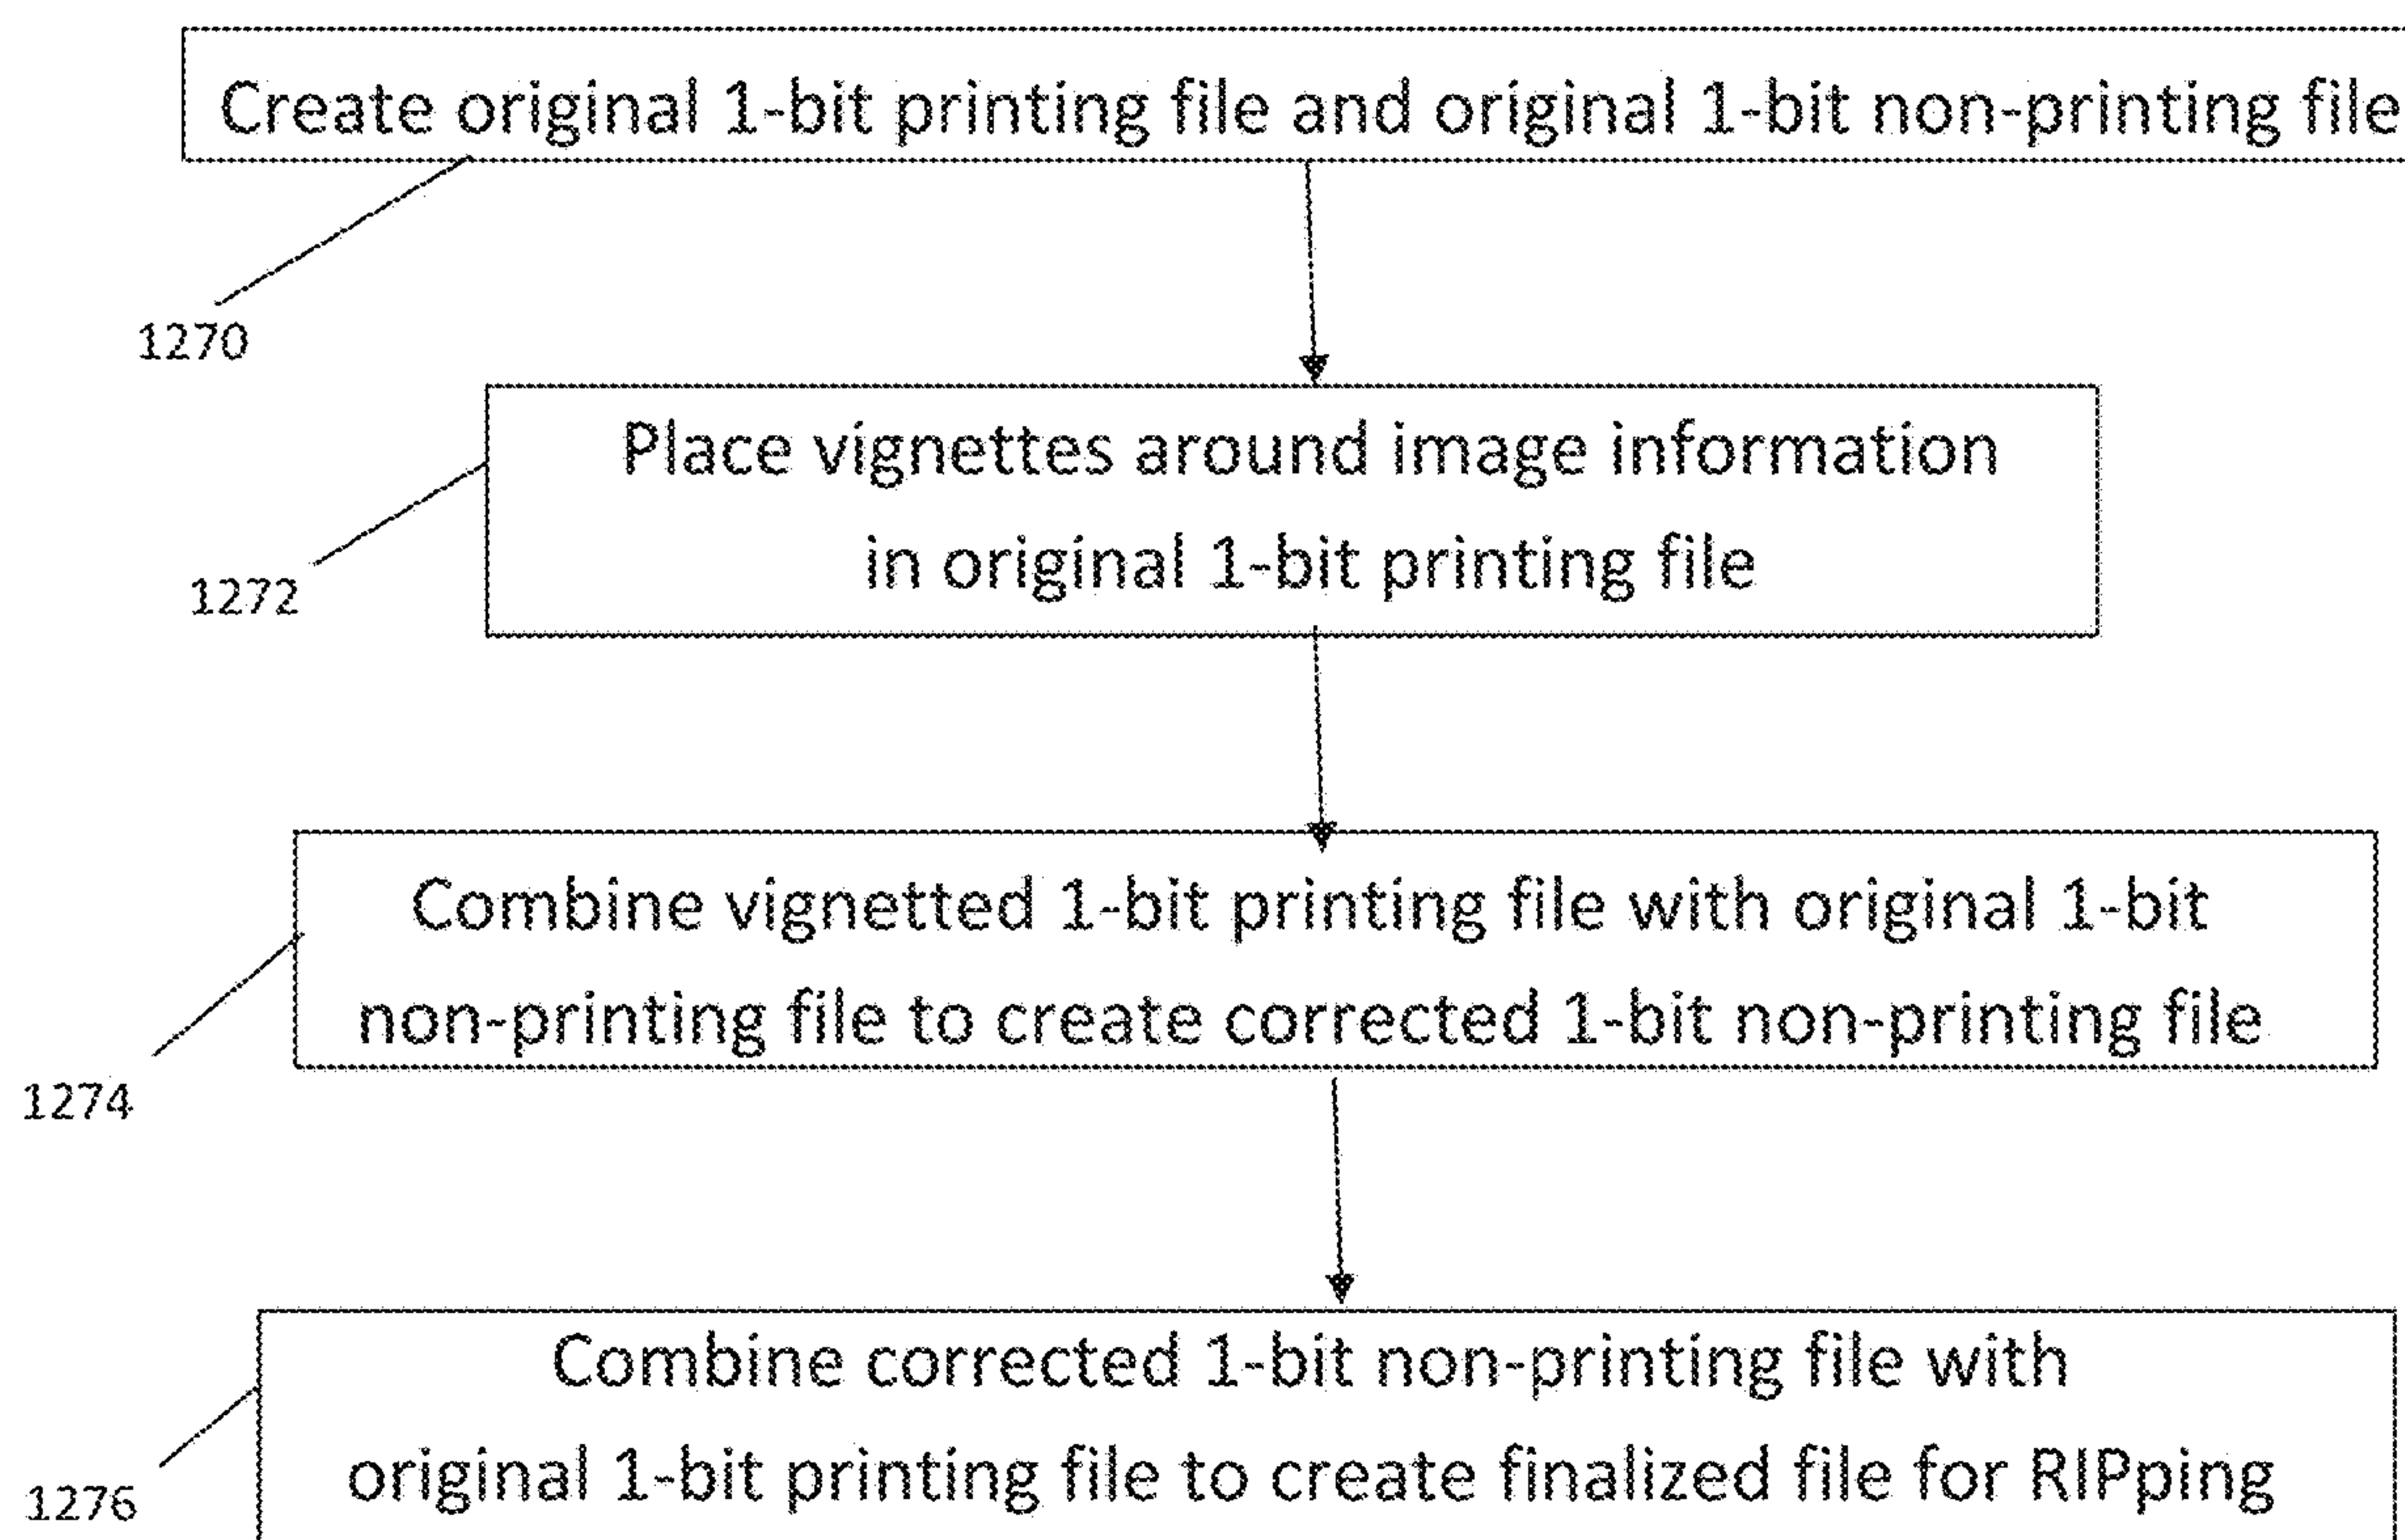 Create original 1-bit printing file and original 1-bit non-printing file
1270
Place vignettes around image information
in original 1-bit printing file
1272
Combine vignetted 1-bit printing file with original 1-bit
non-printing file to create corrected 1-bit non-printing file
1274
Combine corrected 1-bit non-printing file with
original 1-bit printing file to create finalized file for RIPping
1276